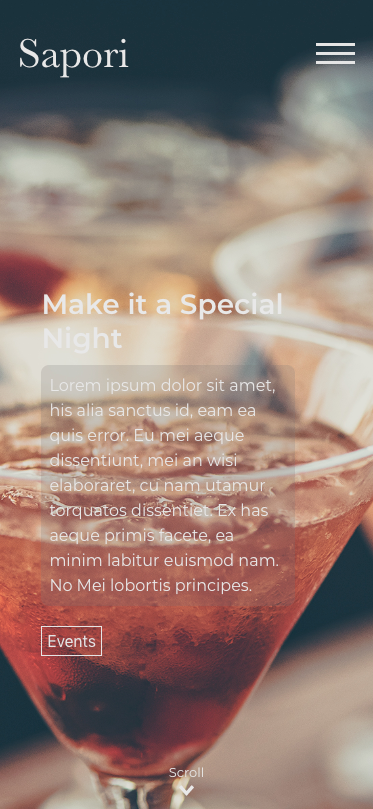 Sapori
Make it a Special
Night
Lorem ipsum dolor sit amet,
his alia sanctus id, eam ea
quis error. Eu mei aeque
dissentiunt, mei an wisi
elaboraret, cu nam utamur
torquatos dissentiet. Ex has
aeque primis facete, ea
minim labitur euismod nam.
No Mei lobortis principes.
Events
Scroll